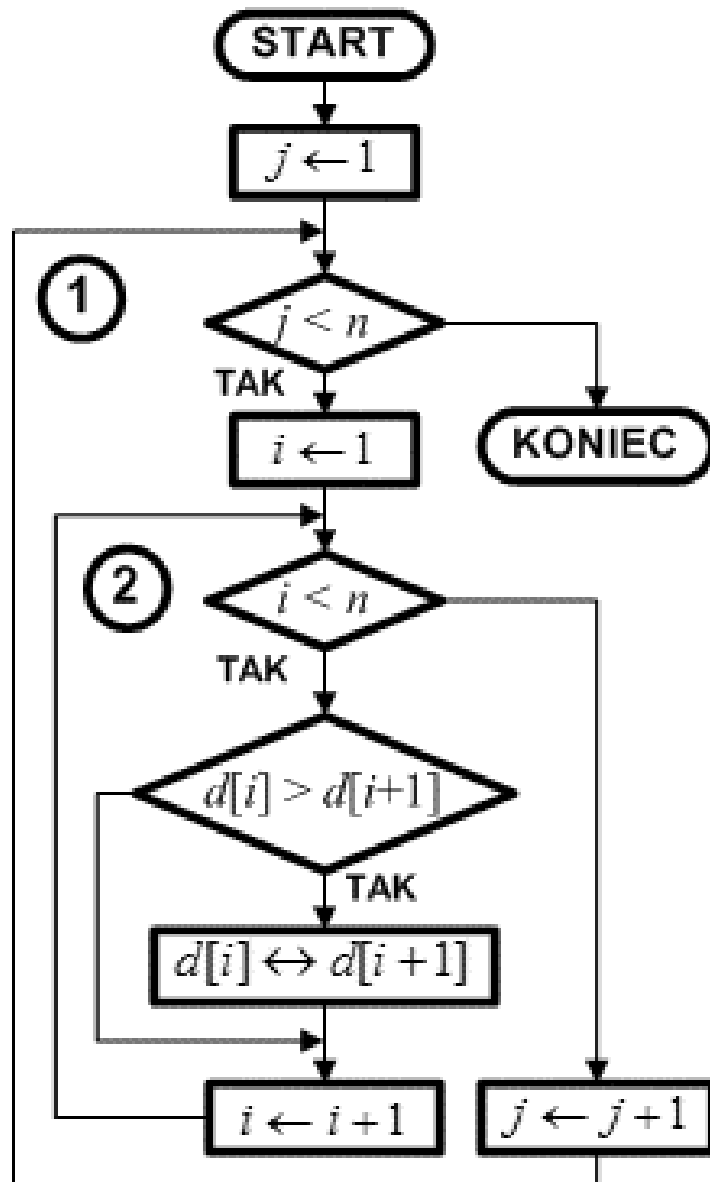 START
j ← 1
1
j < n
TAK
i ← 1
KONIEC
2
i < n
TAK
d[i] > d[i+1]
TAK
d[i] ↔ d[i + 1]
i ← i + 1
j ← j + 1